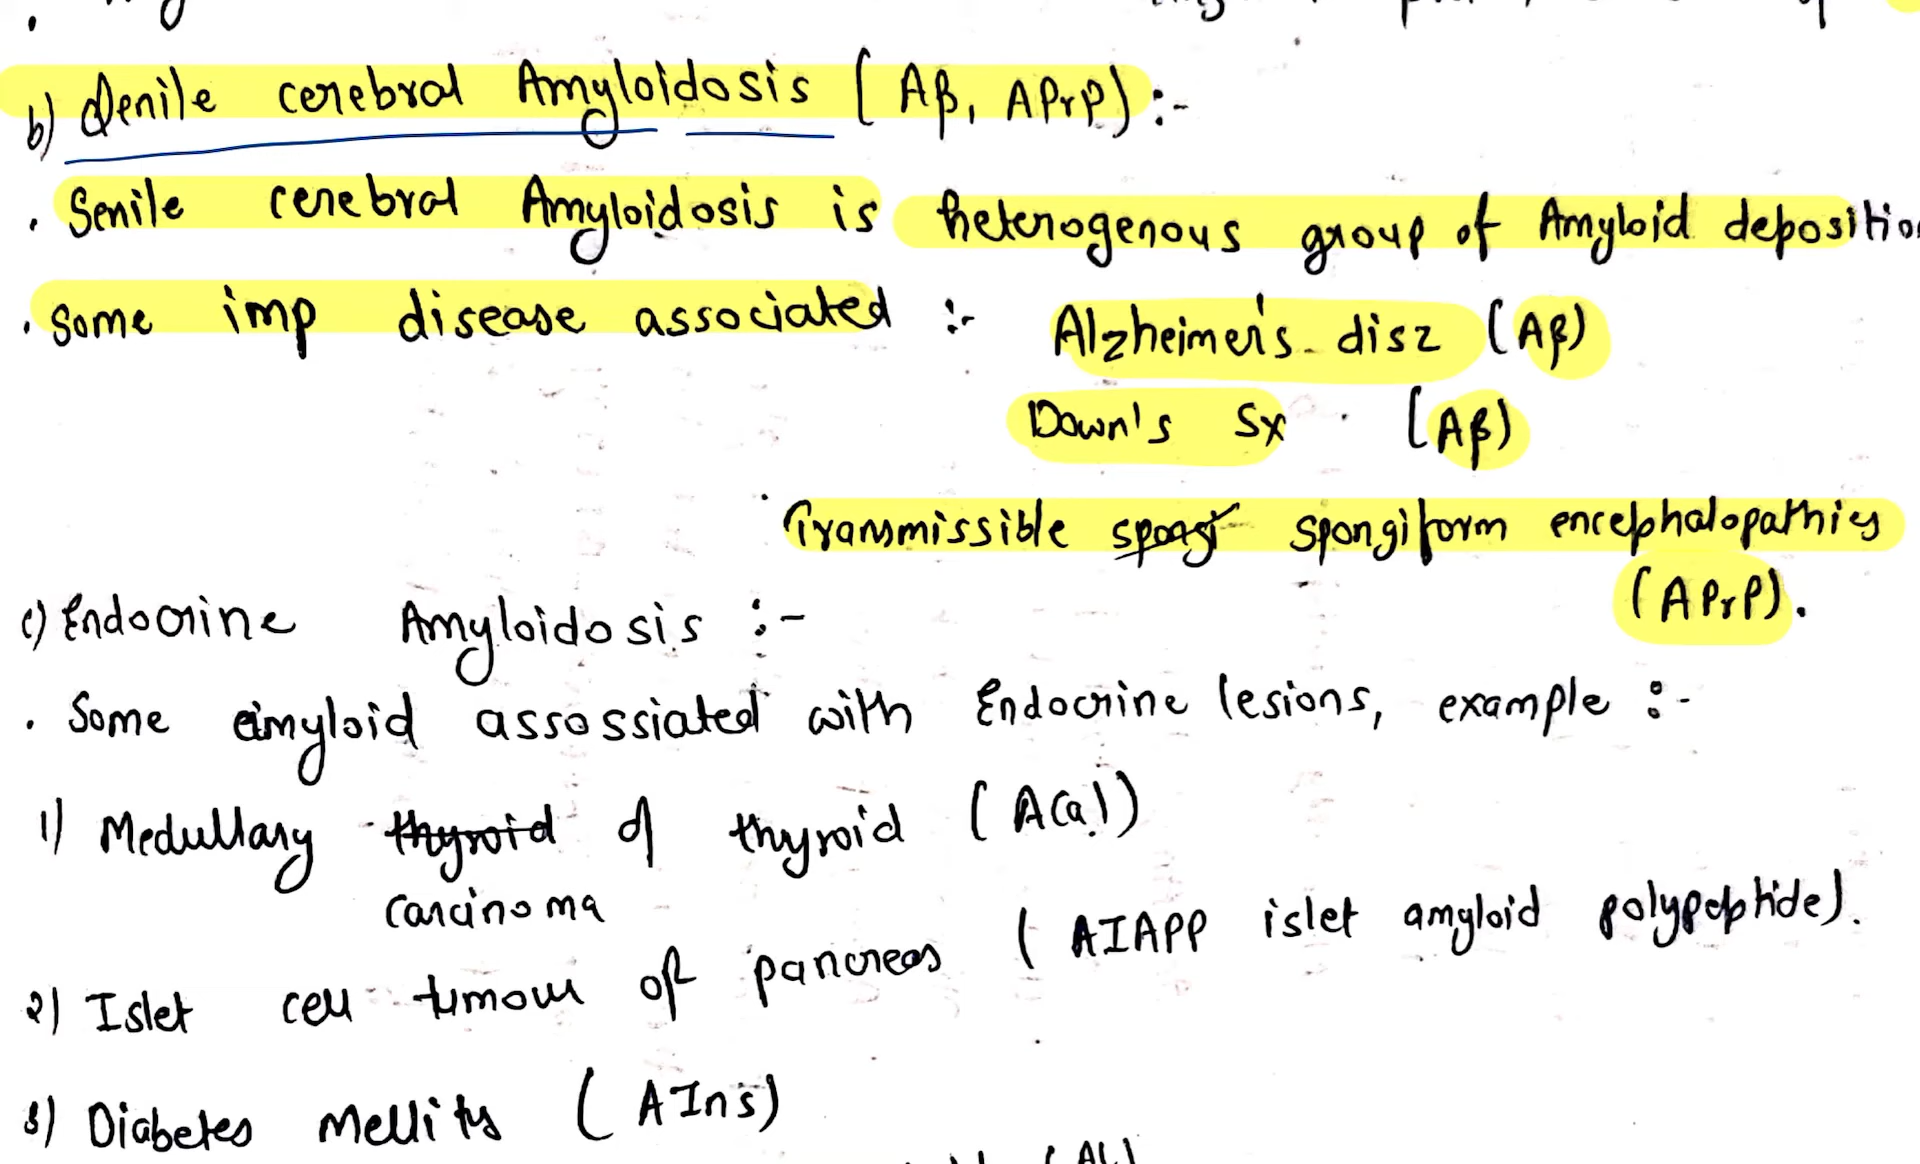 b) Senile cerebral Amyloidosis (Aβ, APrP):-
. Senile cerebral Amyloidosis is heterogenous group of Amyloid deposition
. Some imp disease associated :- Alzheimer's disz (Aβ)
Down's Sx (Aβ)
Transmissible spongi spongiform encephalopathies
(APrP).
c) Endocrine Amyloidosis :-
. Some amyloid assossiated with Endocrine lesions, example :-
1) Medullary thyroid of thyroid (ACal)
carcinoma
2) Islet cell tumour of pancreas (AIAPP islet amyloid polypeptide).
3) Diabetes Mellitus (AIns)